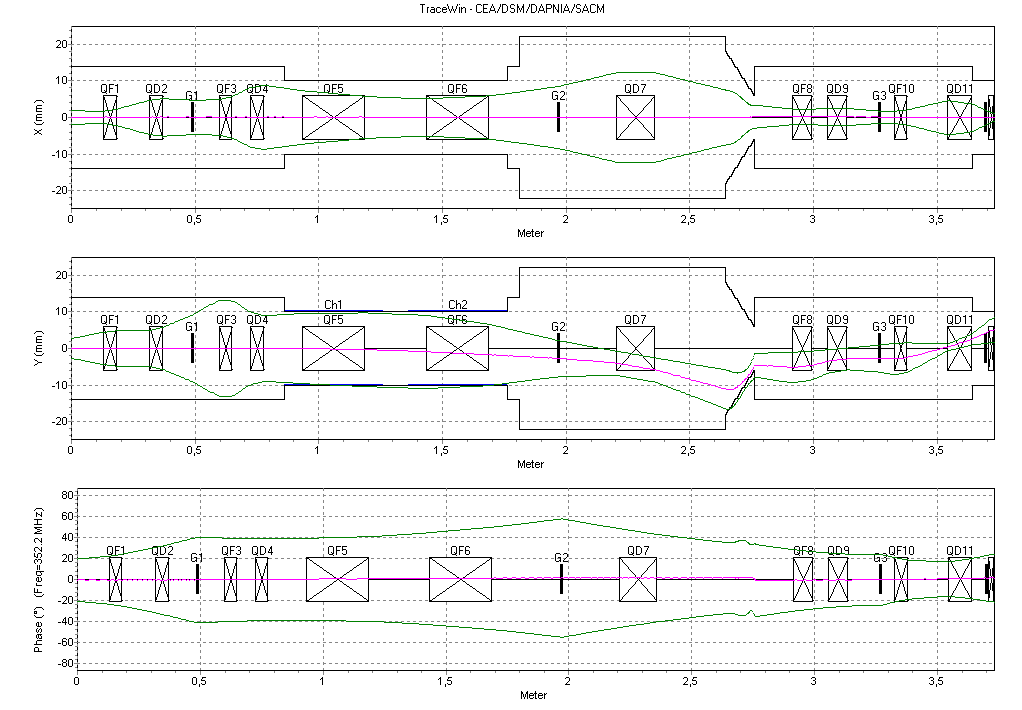 TraceWin - CEA/DSM/DAPNIA/SACM
X (mm)
20
10
0
-10
-20
QF1 QD2 G1 QF3 QD4 QF5 QF6 G2 QD7 QF8 QD9 G3 QF10 QD11
0 0,5 1 1,5 2 2,5 3 3,5
Meter
Y (mm)
20
10
0
-10
-20
Ch1 Ch2
QF1 QD2 G1 QF3 QD4 QF5 QF6 G2 QD7 QF8 QD9 G3 QF10 QD11
0 0,5 1 1,5 2 2,5 3 3,5
Meter
Phase (°) (Freq=352.2 MHz)
80
60
40
20
0
-20
-40
-60
-80
QF1 QD2 G1 QF3 QD4 QF5 QF6 G2 QD7 QF8 QD9 G3 QF10 QD11
0 0,5 1 1,5 2 2,5 3 3,5
Meter